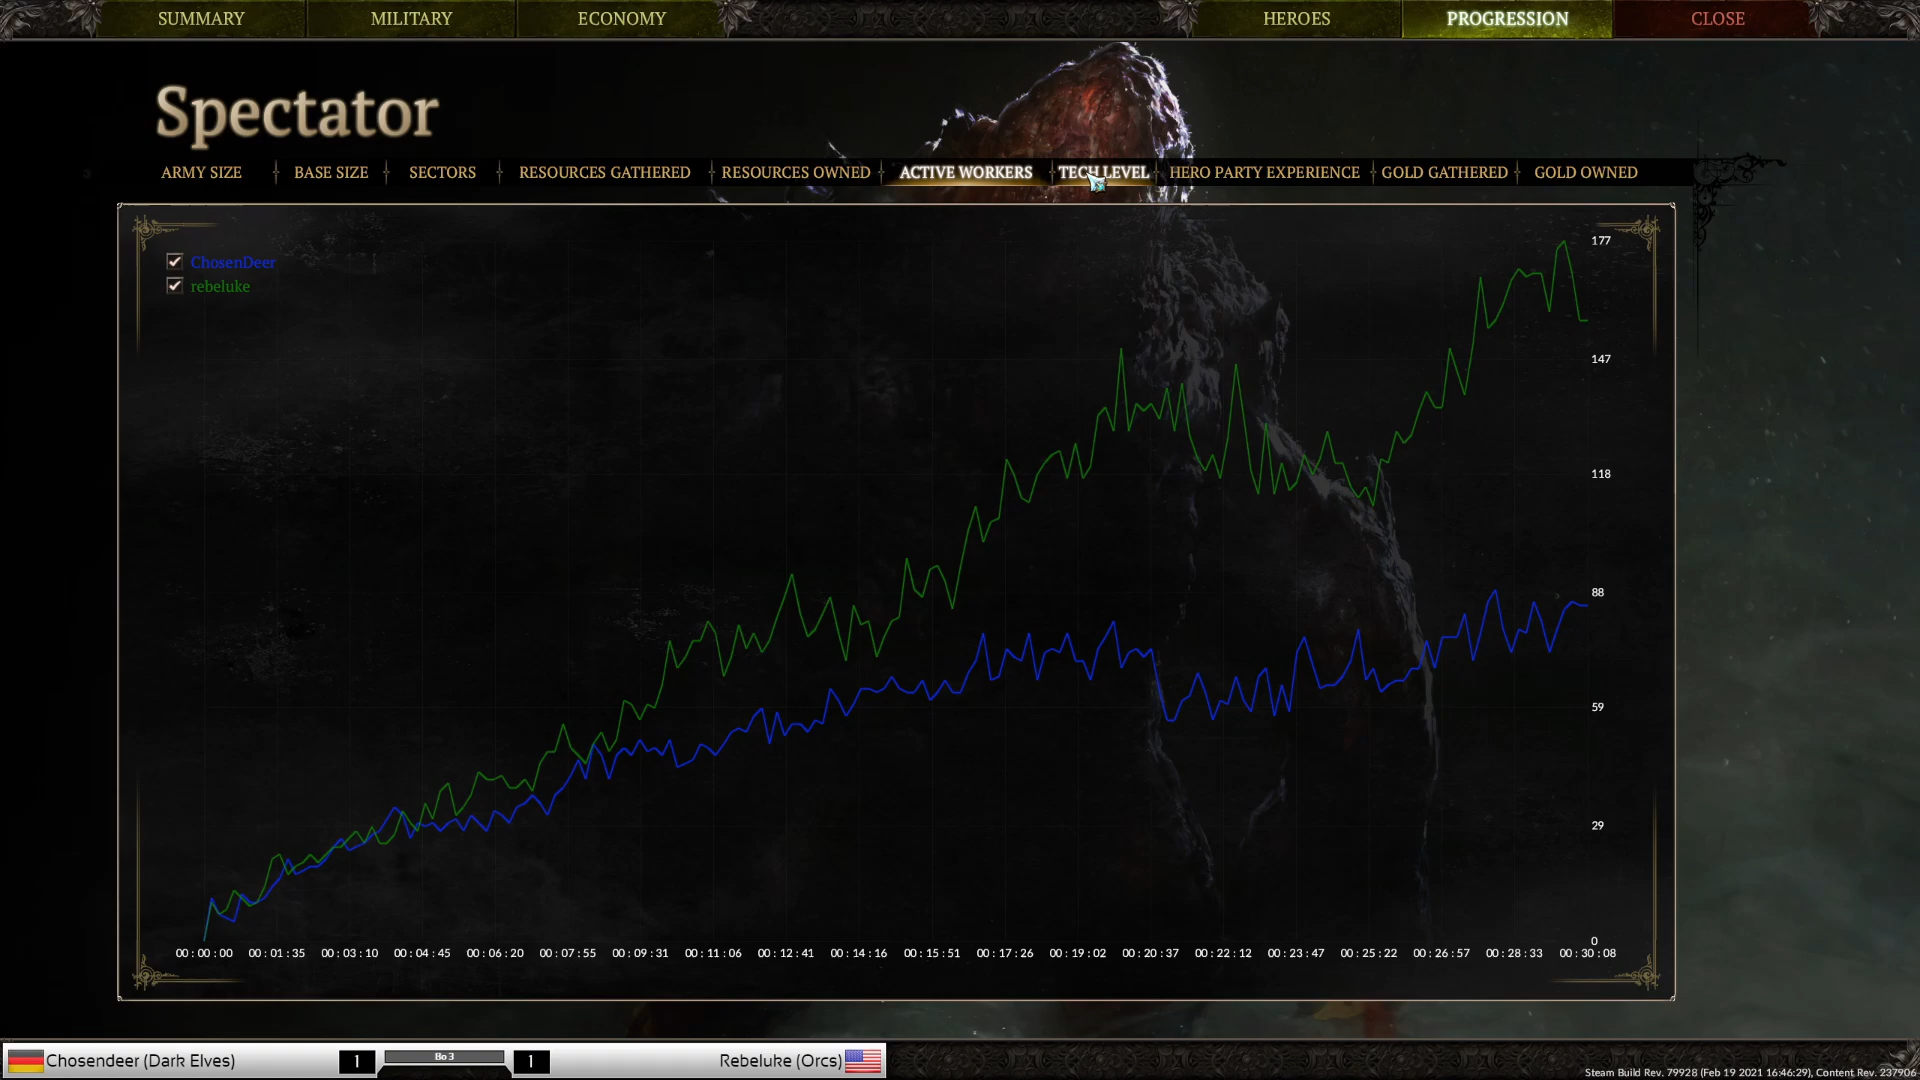 SUMMARY MILITARY ECONOMY HEROES PROGRESSION CLOSE
Spectator
ARMY SIZE BASE SIZE SECTORS RESOURCES GATHERED RESOURCES OWNED ACTIVE WORKERS TECH LEVEL HERO PARTY EXPERIENCE GOLD GATHERED GOLD OWNED
ChosenDeer
rebeluke
177
147
118
88
59
29
0
00:00:00 00:01:35 00:03:10 00:04:45 00:06:20 00:07:55 00:09:31 00:11:06 00:12:41 00:14:16 00:15:51 00:17:26 00:19:02 00:20:37 00:22:12 00:23:47 00:25:22 00:26:57 00:28:33 00:30:08
Chosendeer (Dark Elves) 1 Bo 3 1 Rebeluke (Orcs)
Steam Build Rev. 79928 (Feb 19 2021 16:46:29), Content Rev. 237906